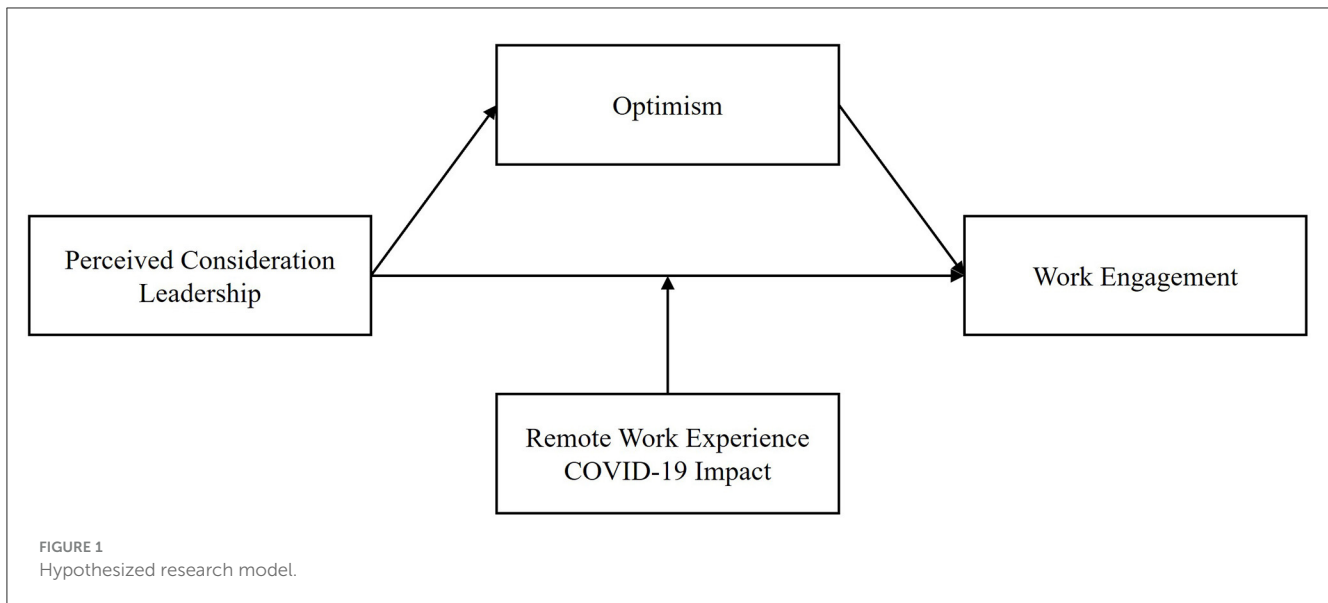 Optimism
Perceived Consideration
Leadership
Work Engagement
Remote Work Experience
COVID-19 Impact
FIGURE 1
Hypothesized research model.